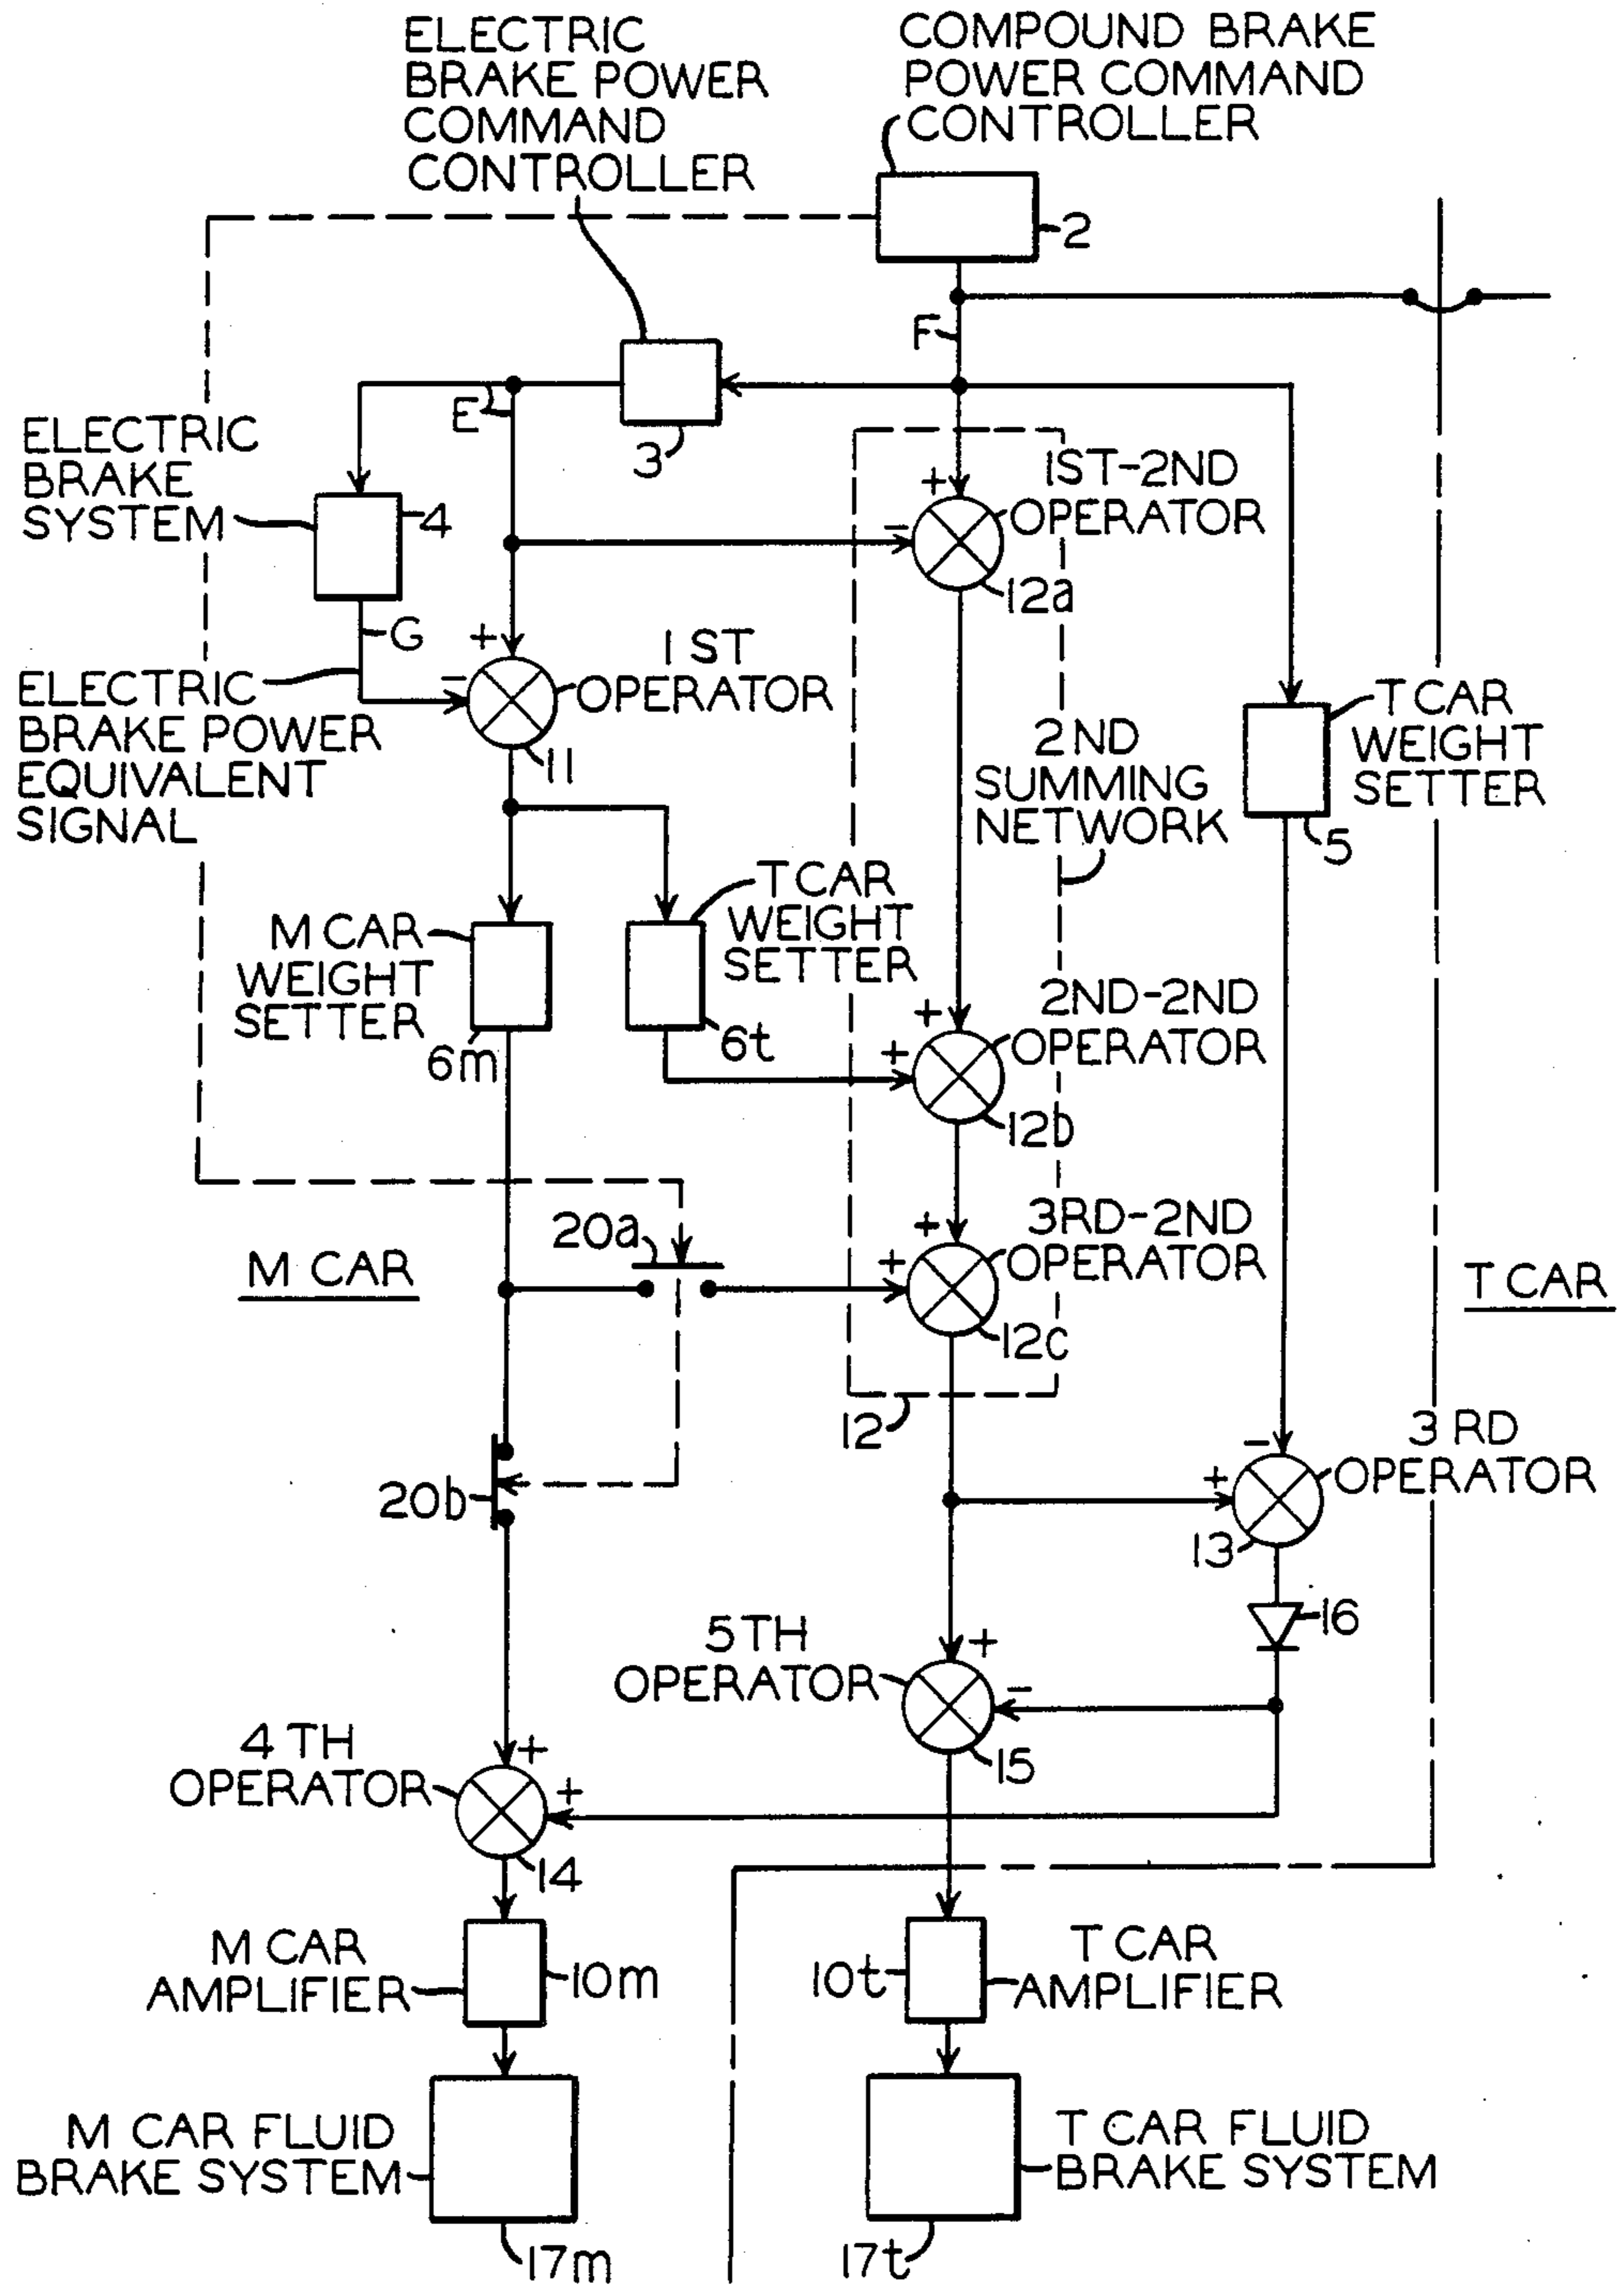 ELECTRIC
BRAKE POWER
COMMAND
CONTROLLER
COMPOUND BRAKE
POWER COMMAND
CONTROLLER
2
F
E
3
ELECTRIC
BRAKE
SYSTEM
4
+
1ST-2ND
OPERATOR
-
12a
G
+
1 ST
OPERATOR
-
11
ELECTRIC
BRAKE POWER
EQUIVALENT
SIGNAL
2 ND
SUMMING
NETWORK
T CAR
WEIGHT
SETTER
5
M CAR
WEIGHT
SETTER
6m
T CAR
WEIGHT
SETTER
6t
+
2ND-2ND
OPERATOR
+
12b
20a
+
3RD-2ND
OPERATOR
+
12c
M CAR
T CAR
12
20b
-
3 RD
OPERATOR
+
13
16
5TH
OPERATOR
+
-
15
4 TH
OPERATOR
+
+
14
M CAR
AMPLIFIER
10m
10t
T CAR
AMPLIFIER
M CAR FLUID
BRAKE SYSTEM
17m
T CAR FLUID
BRAKE SYSTEM
17t